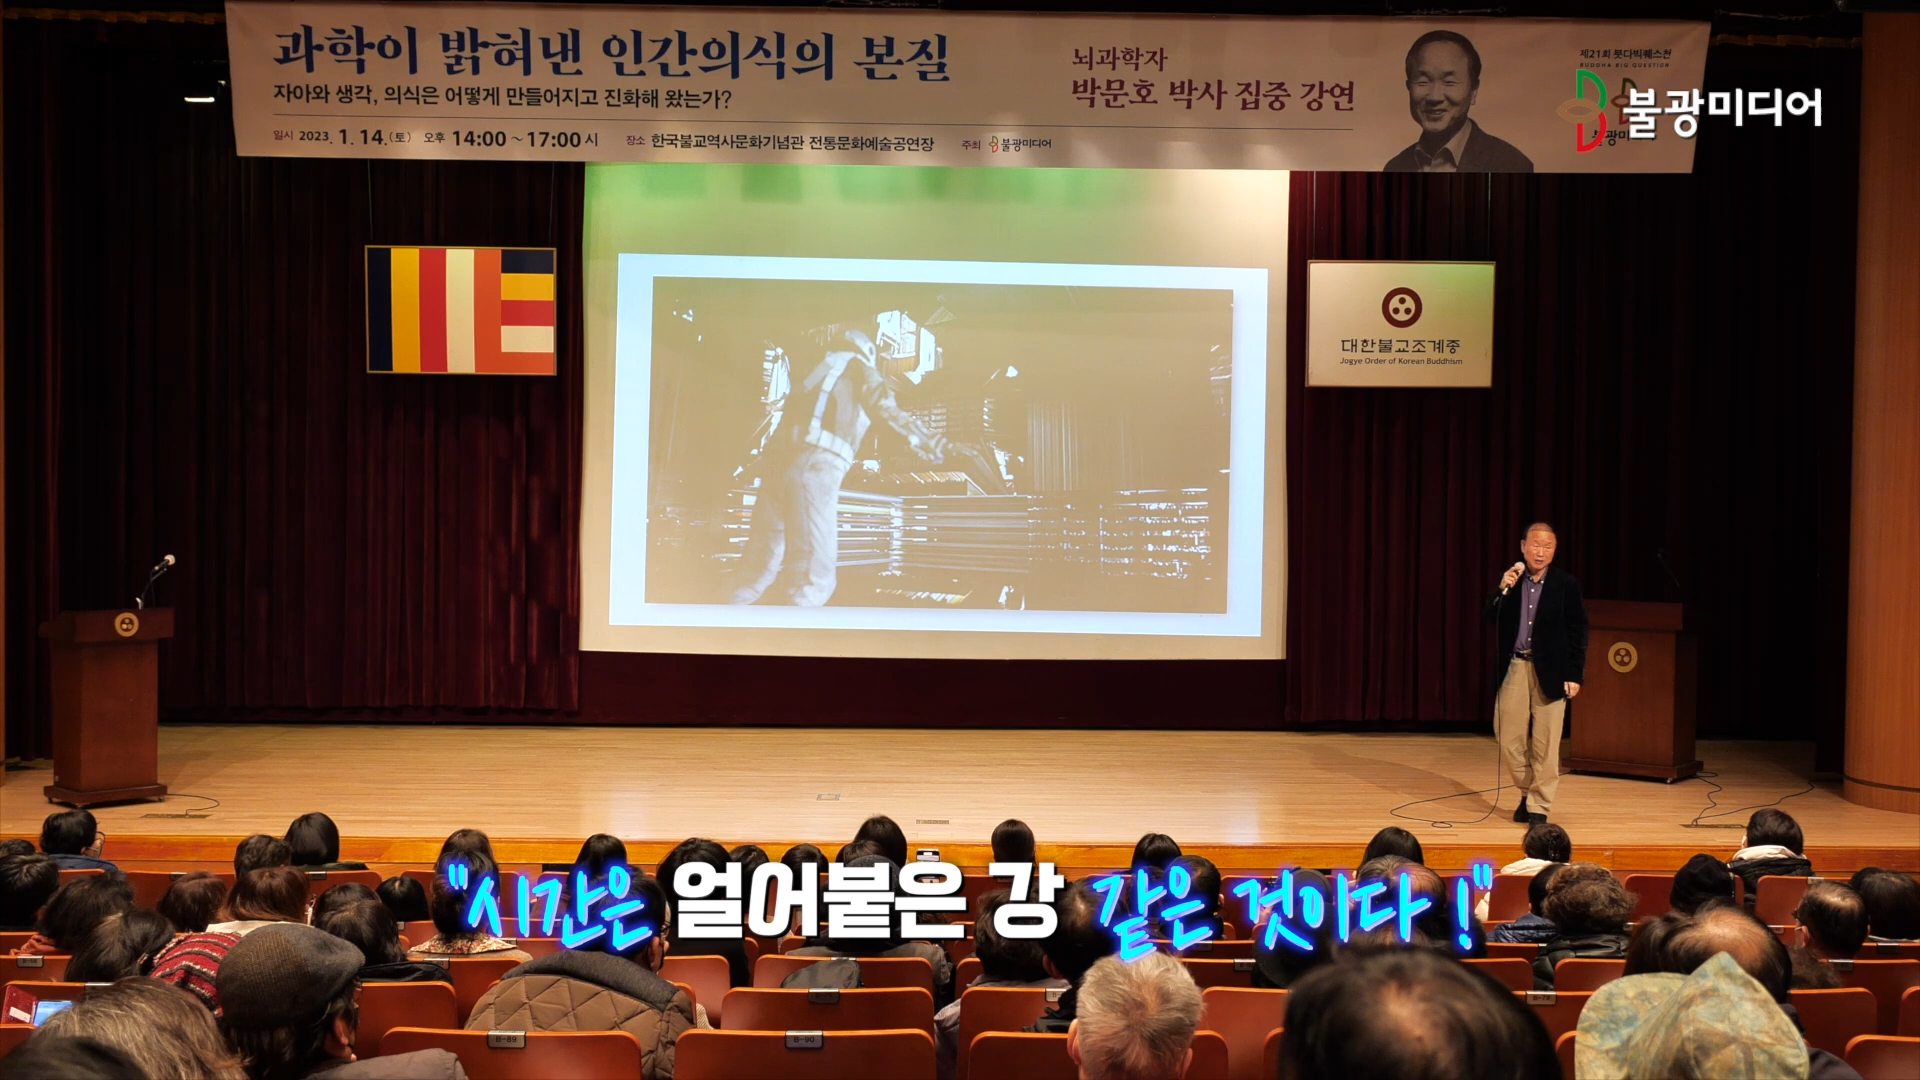 과학이 밝혀낸 인간의식의 본질
자아와 생각, 의식은 어떻게 만들어지고 진화해 왔는가?
일시 2023. 1. 14.(토) 오후 14:00 ~ 17:00 시 장소 한국불교역사문화기념관 전통문화예술공연장 주최 불광미디어
뇌과학자
박문호 박사 집중 강연
제21회 붓다빅퀘스천
BUDDHA BIG QUESTION
불광미디어
대한불교조계종
Jogye Order of Korean Buddhism
"시간은 얼어붙은 강 같은 것이다 !"
B-89
B-90